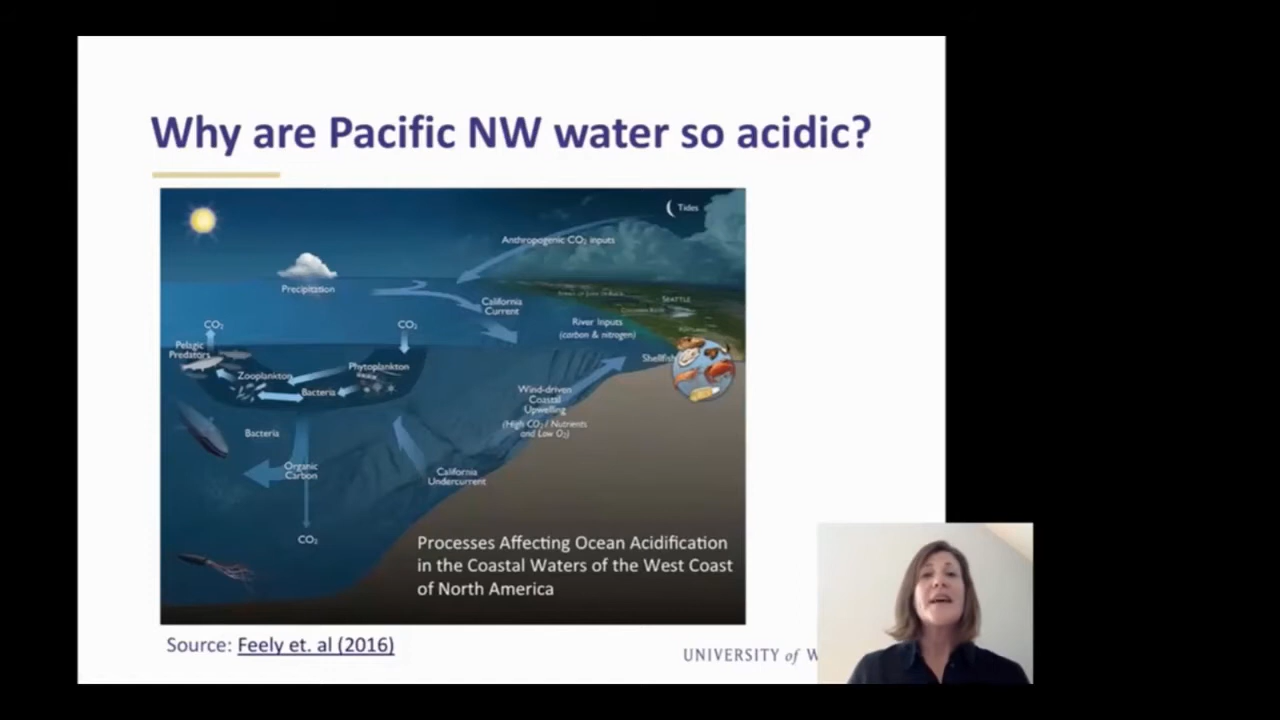 Why are Pacific NW water so acidic?
Tides
Anthropogenic CO₂ inputs
Precipitation
California
Current
SEATTLE
River Inputs
(carbon & nitrogen)
CO₂
CO₂
Pelagic
Predators
Zooplankton
Phytoplankton
Bacteria
Shellfish
Wind-driven
Coastal
Upwelling
(High CO₂ / Nutrients
and Low O₂)
Bacteria
Organic
Carbon
California
Undercurrent
CO₂
Processes Affecting Ocean Acidification
in the Coastal Waters of the West Coast
of North America
Source: Feely et. al (2016)
UNIVERSITY of W